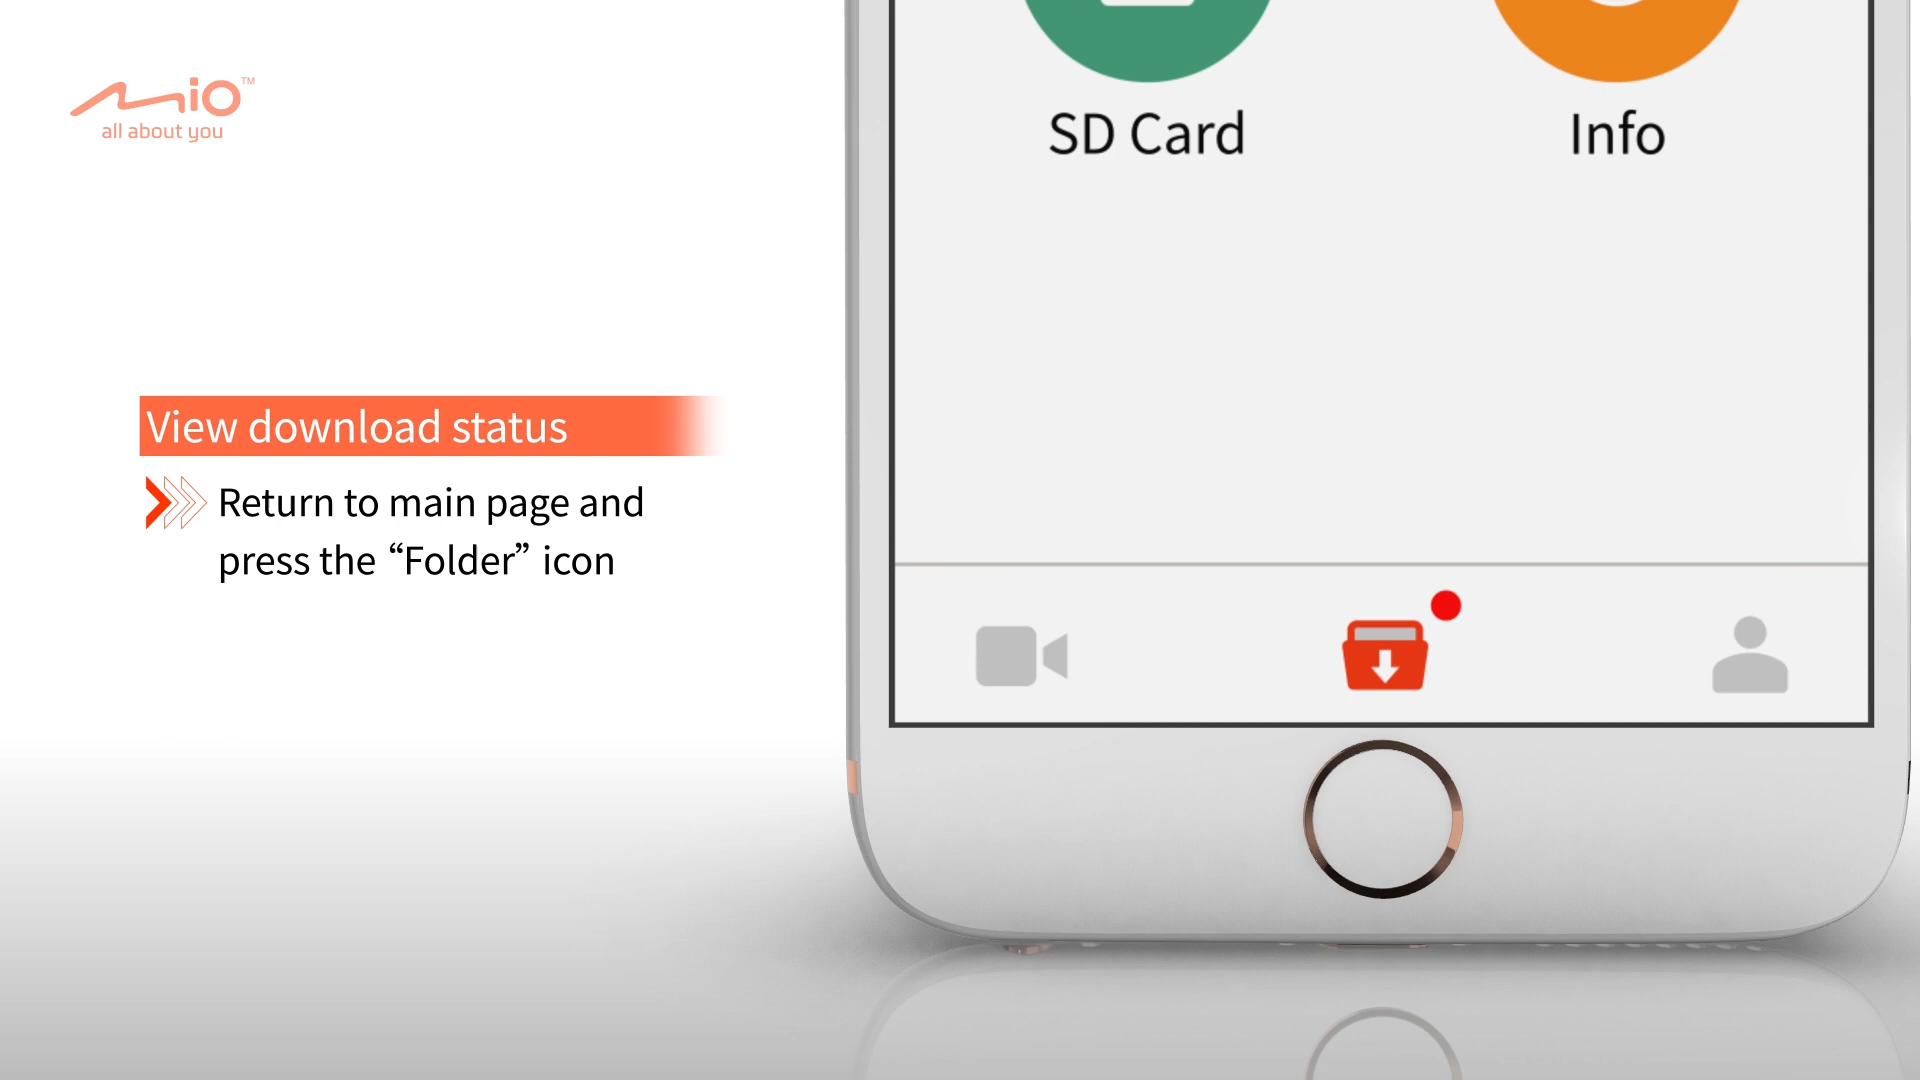 Mio™
all about you
SD Card
Info
View download status
Return to main page and
press the “Folder” icon